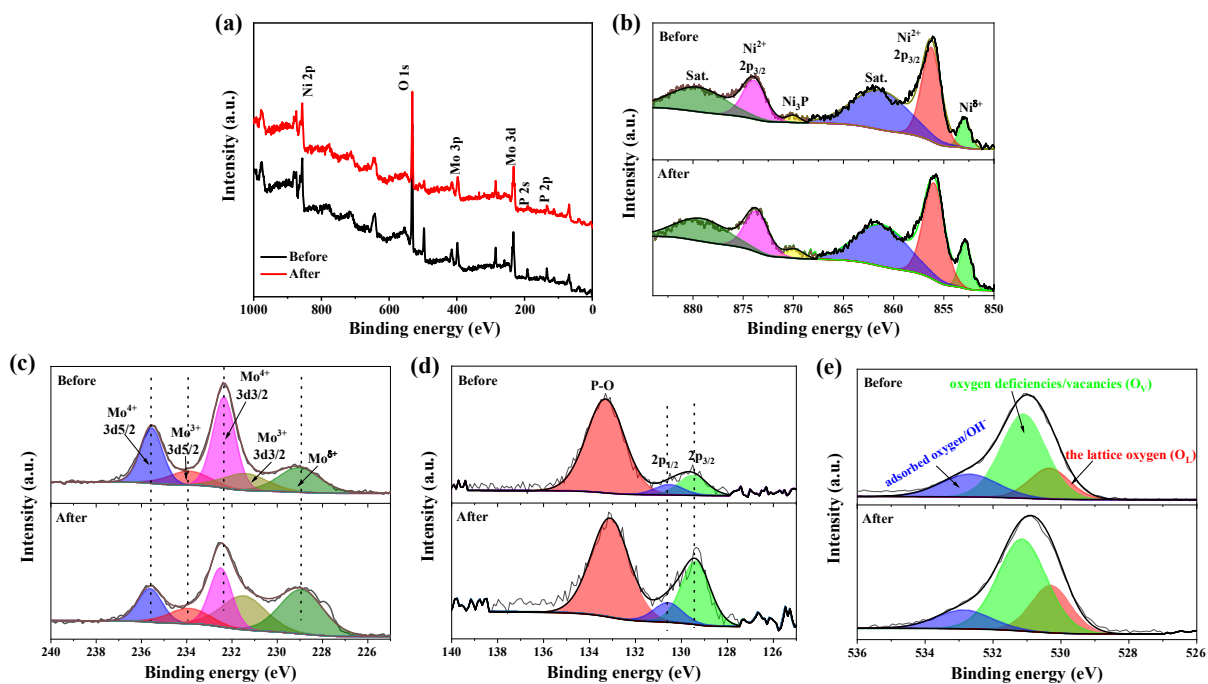 (a)
Intensity (a.u.)
Ni 2p
O 1s
Mo 3p
Mo 3d
P 2s
P 2p
Before
After
1000 800 600 400 200 0
Binding energy (eV)
(b)
Before
Intensity (a.u.)
Sat.
Ni²⁺
2p₃/₂
Ni₃P
Sat.
Ni²⁺
2p₃/₂
Niᵟ⁺
After
880 875 870 865 860 855 850
Binding energy (eV)
(c)
Before
Intensity (a.u.)
Mo⁴⁺
3d5/2
Mo³⁺
3d5/2
Mo⁴⁺
3d3/2
Mo³⁺
3d3/2
Moᵟ⁺
After
240 238 236 234 232 230 228 226
Binding energy (eV)
(d)
Before
Intensity (a.u.)
P-O
2p₁/₂
2p₃/₂
After
140 138 136 134 132 130 128 126
Binding energy (eV)
(e)
Before
Intensity (a.u.)
oxygen deficiencies/vacancies (Oᵥ)
adsorbed oxygen/OH⁻
the lattice oxygen (O_L)
After
536 534 532 530 528 526
Binding energy (eV)